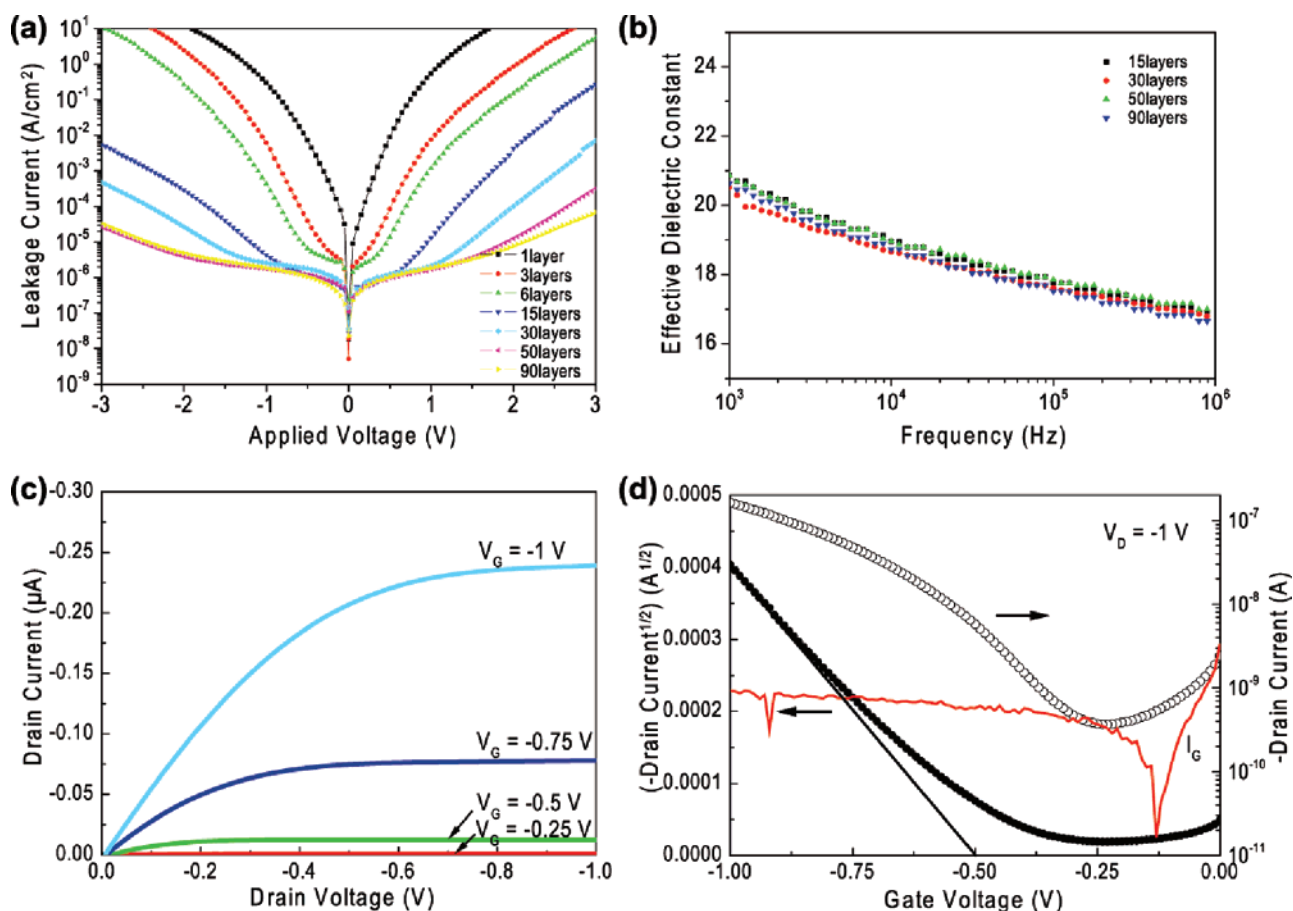 (a)
Leakage Current (A/cm²)
10¹
10⁰
10⁻¹
10⁻²
10⁻³
10⁻⁴
10⁻⁵
10⁻⁶
10⁻⁷
10⁻⁸
10⁻⁹
1layer
3layers
6layers
15layers
30layers
50layers
90layers
-3 -2 -1 0 1 2 3
Applied Voltage (V)
(b)
Effective Dielectric Constant
24
22
20
18
16
15layers
30layers
50layers
90layers
10³ 10⁴ 10⁵ 10⁶
Frequency (Hz)
(c)
Drain Current (µA)
-0.30
-0.25
-0.20
-0.15
-0.10
-0.05
0.00
V_G = -1 V
V_G = -0.75 V
V_G = -0.5 V
V_G = -0.25 V
0.0 -0.2 -0.4 -0.6 -0.8 -1.0
Drain Voltage (V)
(d)
(-Drain Current^1/2) (A^1/2)
0.0005
0.0004
0.0003
0.0002
0.0001
0.0000
V_D = -1 V
I_G
10⁻⁷
10⁻⁸
10⁻⁹
10⁻¹⁰
10⁻¹¹
-Drain Current (A)
-1.00 -0.75 -0.50 -0.25 0.00
Gate Voltage (V)